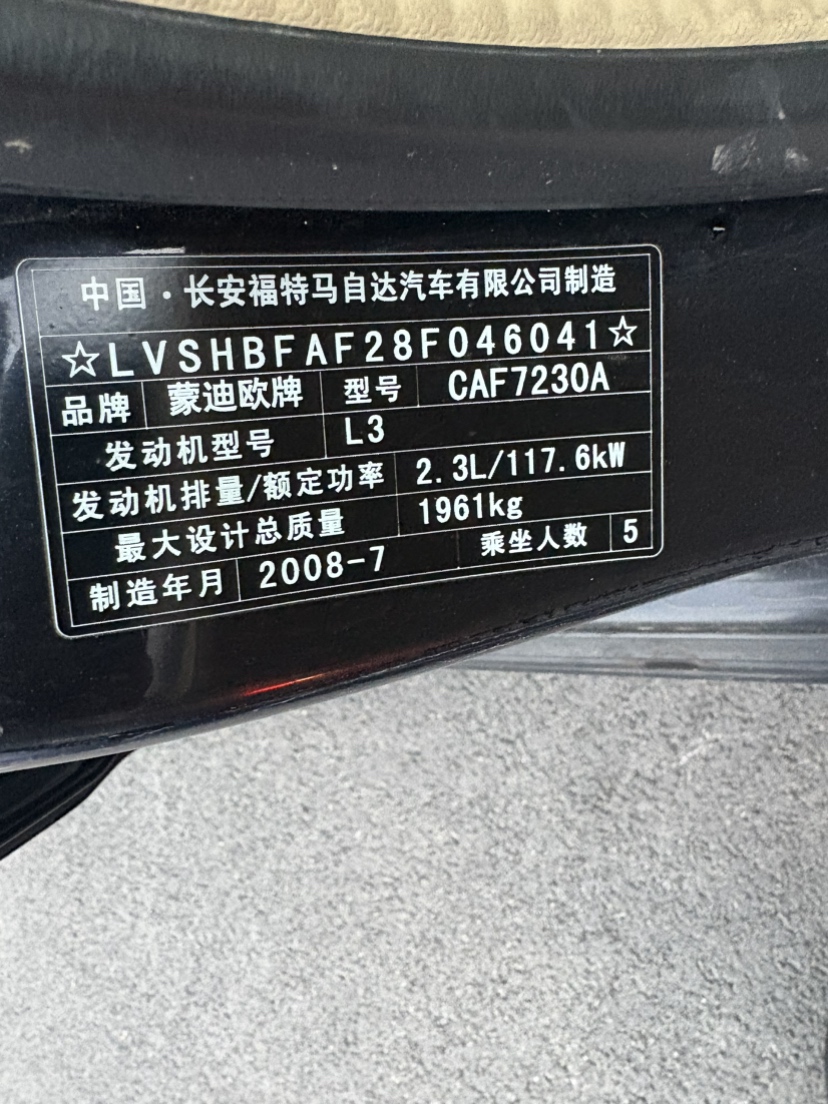 中国·长安福特马自达汽车有限公司制造
☆LVSHBFAF28F046041☆
品牌 蒙迪欧牌 型号 CAF7230A
发动机型号 L3
发动机排量/额定功率 2.3L/117.6kW
最大设计总质量 1961kg
制造年月 2008-7 乘坐人数 5